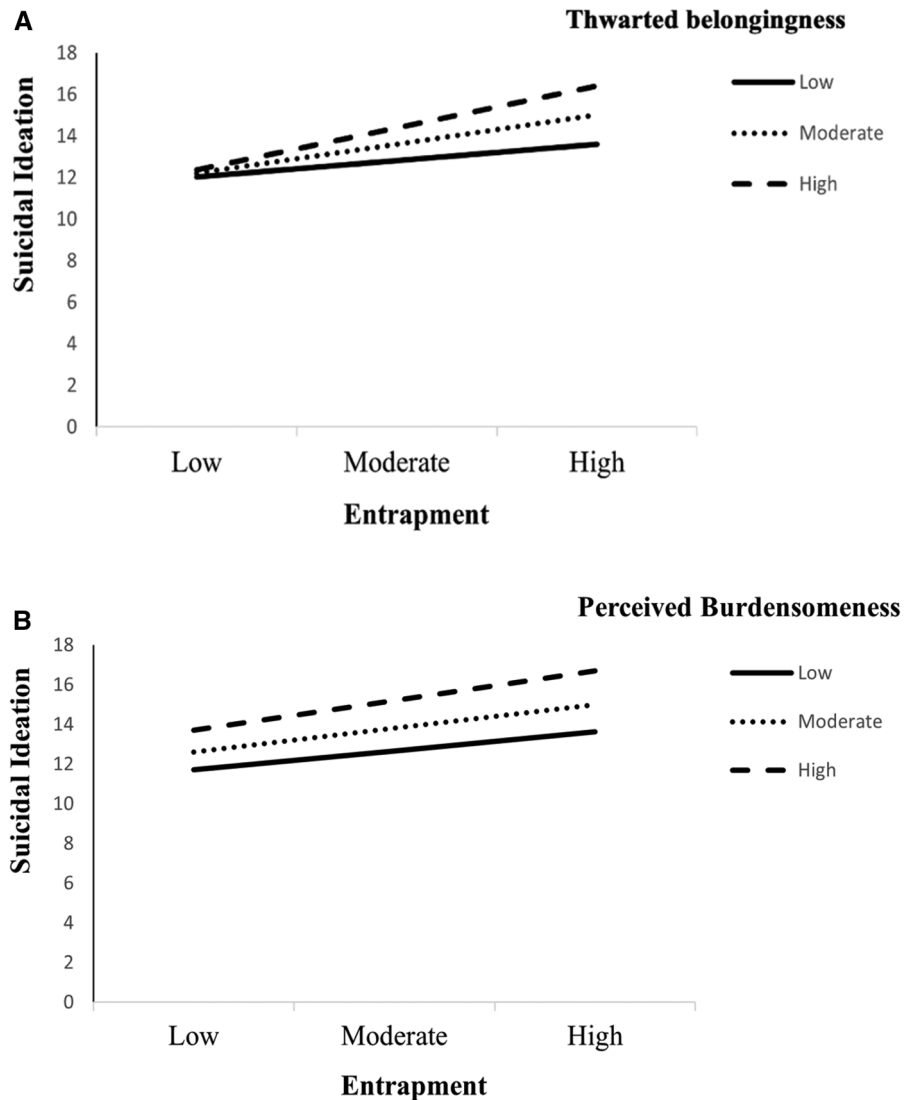 A
Thwarted belongingness
18
16
14
12
10
8
6
4
2
0
Suicidal Ideation
Low
Moderate
High
Low Moderate High
Entrapment
B
Perceived Burdensomeness
18
16
14
12
10
8
6
4
2
0
Suicidal Ideation
Low
Moderate
High
Low Moderate High
Entrapment